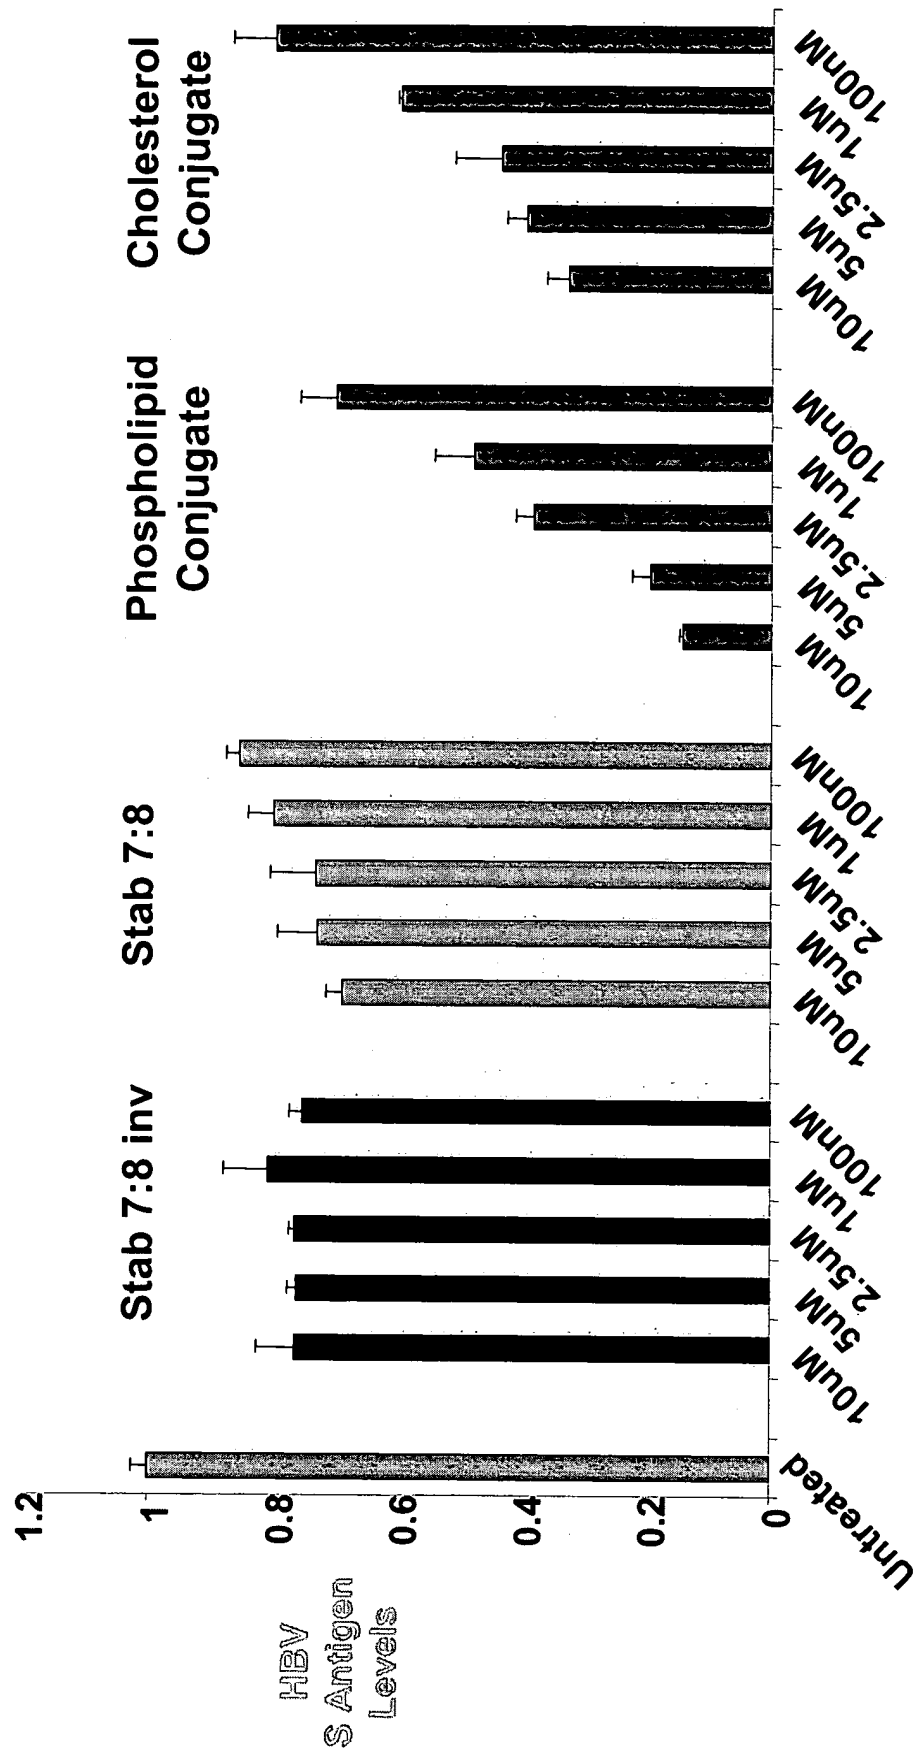 HBV
S Antigen
Levels
1.2
1
0.8
0.6
0.4
0.2
0
Stab 7:8 inv
Stab 7:8
Phospholipid
Conjugate
Cholesterol
Conjugate
Untreated
10uM
5uM
2.5uM
1uM
100nM
10uM
5uM
2.5uM
1uM
100nM
10uM
5uM
2.5uM
1uM
100nM
10uM
5uM
2.5uM
1uM
100nM